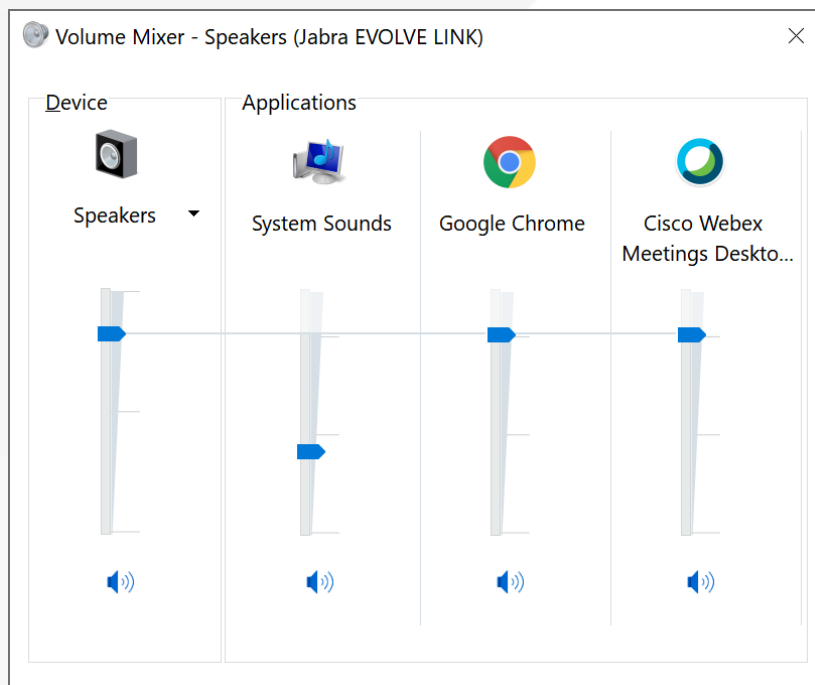 Volume Mixer - Speakers (Jabra EVOLVE LINK)
Device
Applications
Speakers
System Sounds
Google Chrome
Cisco Webex
Meetings Deskto...